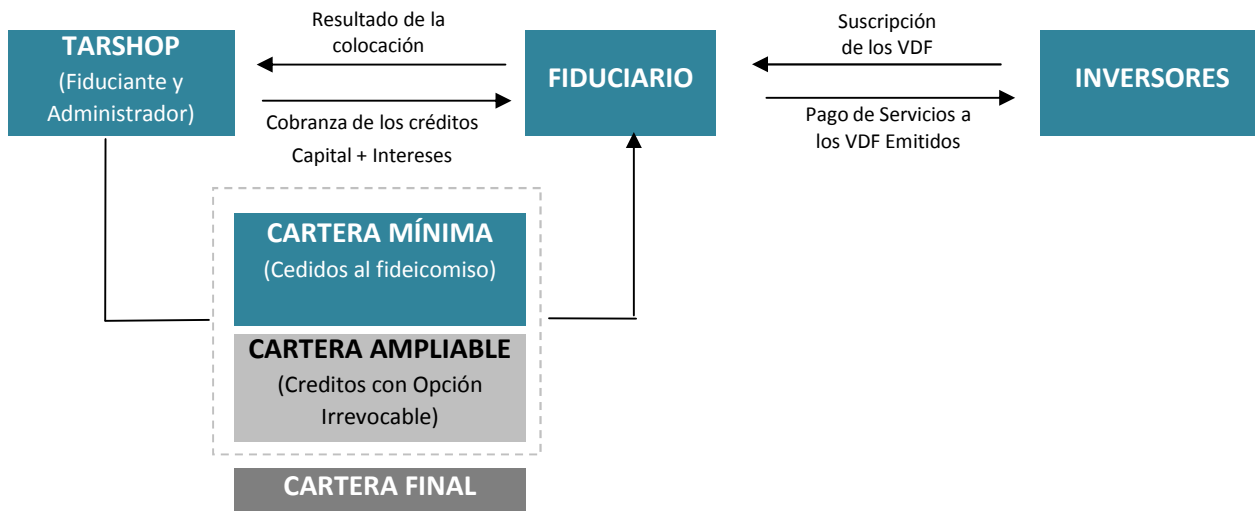 TARSHOP
(Fiduciante y
Administrador)
Resultado de la
colocación
Cobranza de los créditos
Capital + Intereses
FIDUCIARIO
Suscripción
de los VDF
Pago de Servicios a
los VDF Emitidos
INVERSORES
CARTERA MÍNIMA
(Cedidos al fideicomiso)
CARTERA AMPLIABLE
(Creditos con Opción
Irrevocable)
CARTERA FINAL